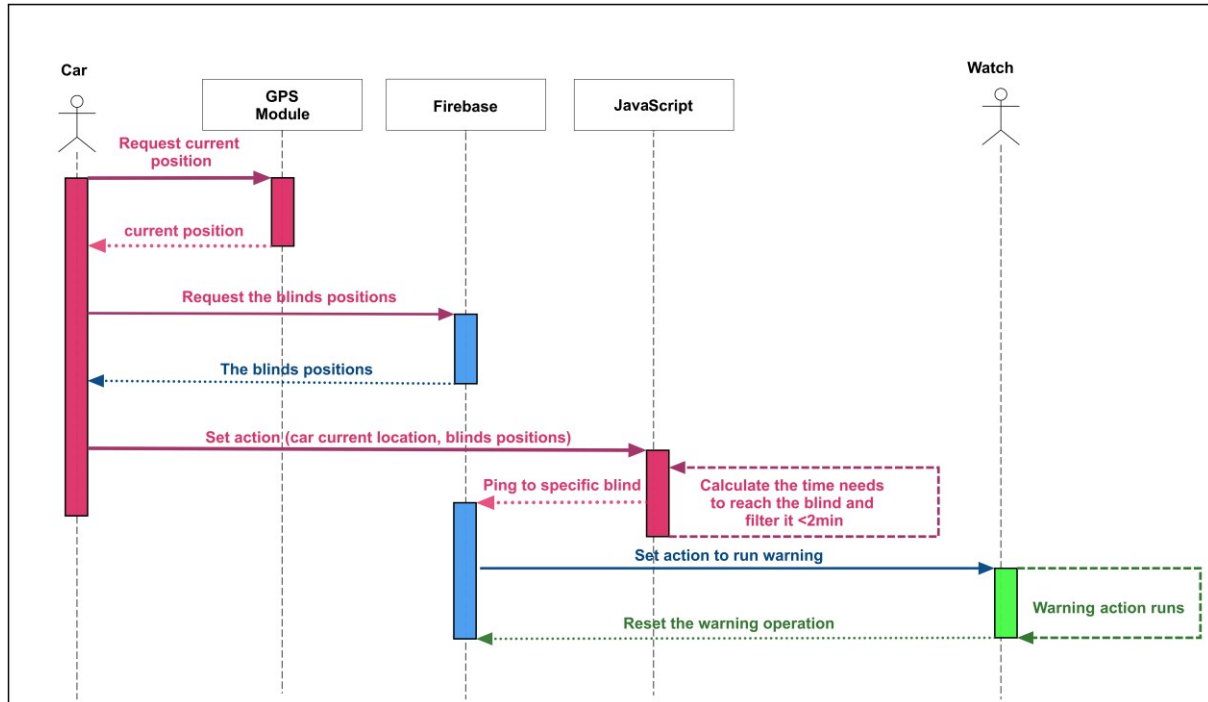 Car
GPS
Module
Firebase
JavaScript
Watch
Request current
position
current position
Request the blinds positions
The blinds positions
Set action (car current location, blinds positions)
Ping to specific blind
Calculate the time needs
to reach the blind and
filter it <2min
Set action to run warning
Warning action runs
Reset the warning operation